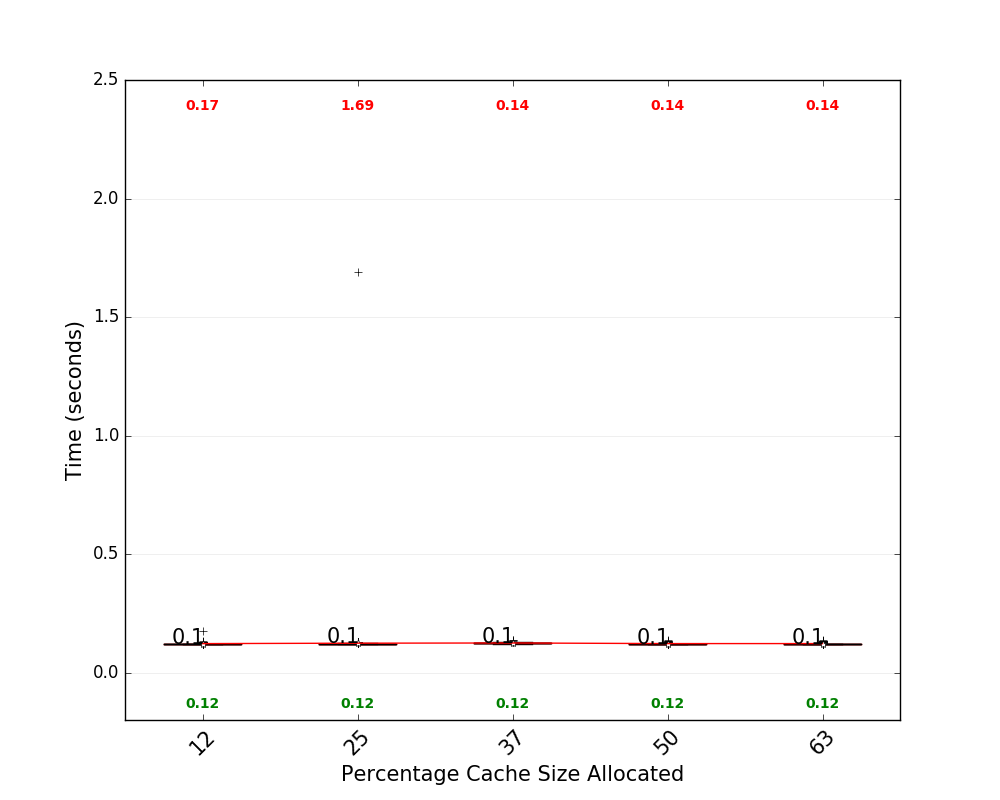 2.5
0.17 1.69 0.14 0.14 0.14
2.0
1.5
1.0
0.5
0.1 0.1 0.1 0.1 0.1
0.0
0.12 0.12 0.12 0.12 0.12
12 25 37 50 63
Time (seconds)
Percentage Cache Size Allocated